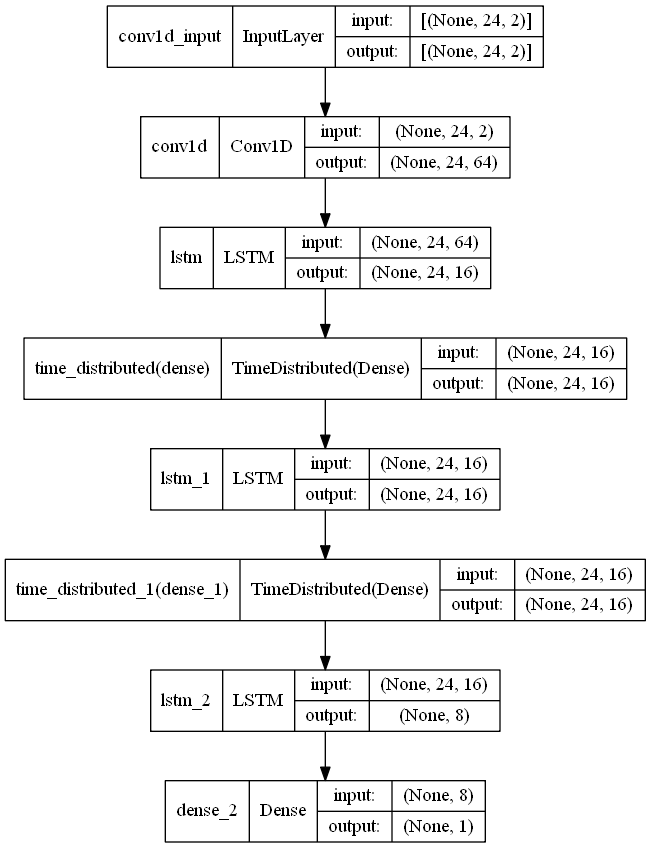 conv1d_input InputLayer input: [(None, 24, 2)]
output: [(None, 24, 2)]
conv1d Conv1D input: (None, 24, 2)
output: (None, 24, 64)
lstm LSTM input: (None, 24, 64)
output: (None, 24, 16)
time_distributed(dense) TimeDistributed(Dense) input: (None, 24, 16)
output: (None, 24, 16)
lstm_1 LSTM input: (None, 24, 16)
output: (None, 24, 16)
time_distributed_1(dense_1) TimeDistributed(Dense) input: (None, 24, 16)
output: (None, 24, 16)
lstm_2 LSTM input: (None, 24, 16)
output: (None, 8)
dense_2 Dense input: (None, 8)
output: (None, 1)